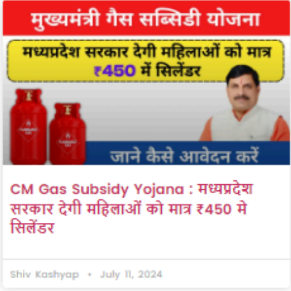 मुख्यमंत्री गैस सब्सिडी योजना
मध्यप्रदेश सरकार देगी महिलाओं को मात्र
₹450 में सिलेंडर
जाने कैसे आवेदन करें
CM Gas Subsidy Yojana : मध्यप्रदेश
सरकार देगी महिलाओं को मात्र ₹450 मे
सिलेंडर
Shiv Kashyap • July 11, 2024